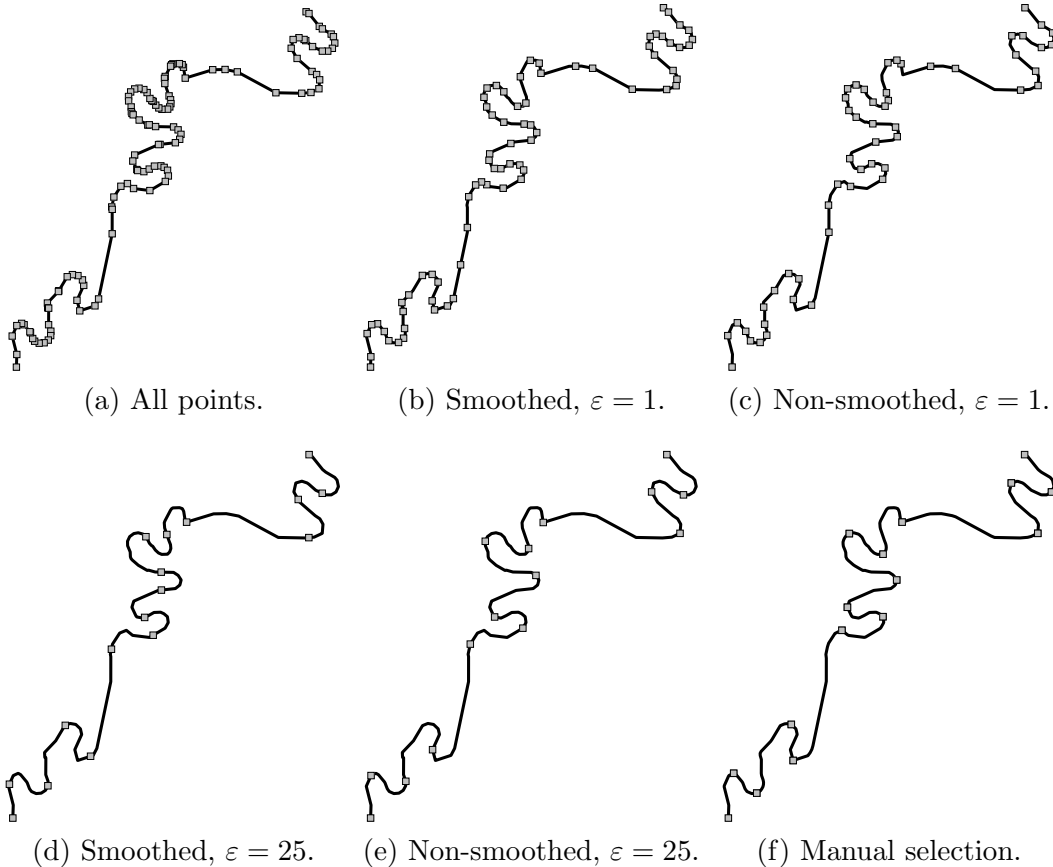 (a) All points.
(b) Smoothed, ε = 1.
(c) Non-smoothed, ε = 1.
(d) Smoothed, ε = 25.
(e) Non-smoothed, ε = 25.
(f) Manual selection.